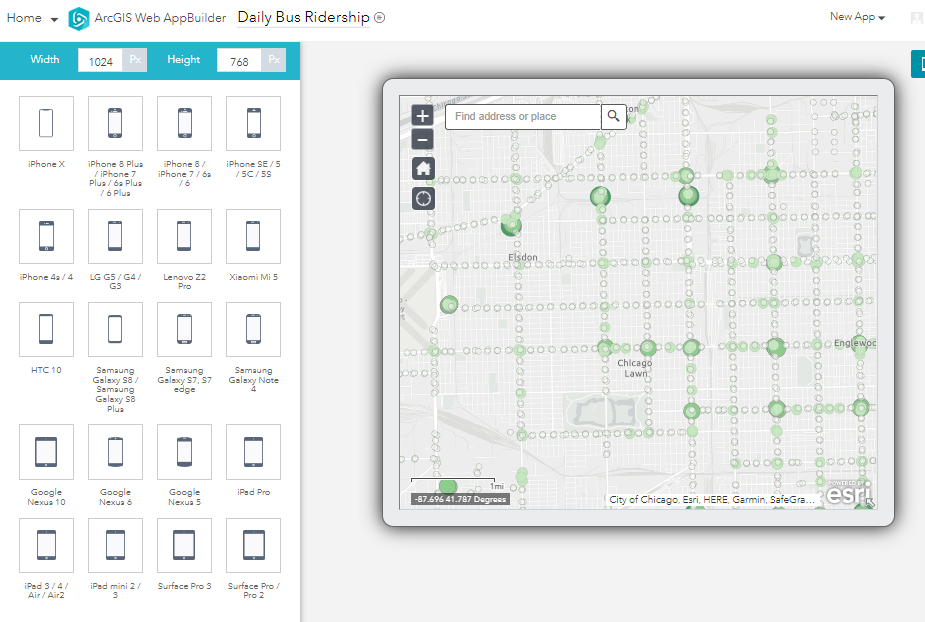 Home
ArcGIS Web AppBuilder
Daily Bus Ridership
New App
Width
1024
Px
Height
768
Px
iPhone X
iPhone 8 Plus
/ iPhone 7
Plus / 6s Plus
/ 6 Plus
iPhone 8 /
iPhone 7 / 6s
/ 6
iPhone SE / 5
/ 5C / 5S
iPhone 4s / 4
LG G5 / G4 /
G3
Lenovo Z2
Pro
Xiaomi Mi 5
HTC 10
Samsung
Galaxy S8 /
Samsung
Galaxy S8
Plus
Samsung
Galaxy S7, S7
edge
Samsung
Galaxy Note
4
Google
Nexus 10
Google
Nexus 6
Google
Nexus 5
iPad Pro
iPad 3 / 4 /
Air / Air2
iPad mini 2 /
3
Surface Pro 3
Surface Pro /
Pro 2
+
Find address or place
−
Elsdon
Englewoo
Chicago
Lawn
1mi
-87.696 41.787 Degrees
City of Chicago, Esri, HERE, Garmin, SafeGra...
POWERED BY
esri